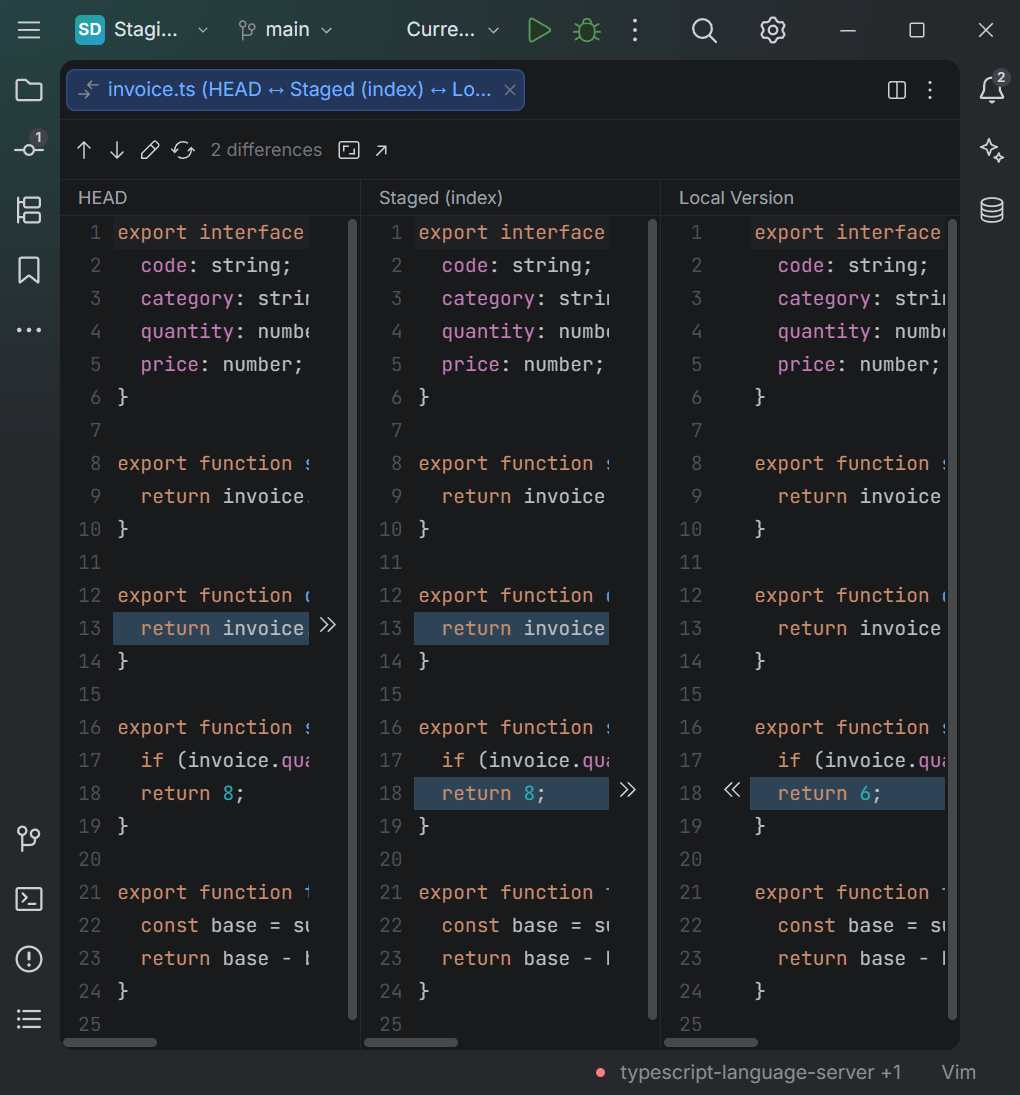 SD Stagi... main Curre...
invoice.ts (HEAD ↔ Staged (index) ↔ Lo...
2
1
2 differences
HEAD
1 export interface
2 code: string;
3 category: strin
4 quantity: numbe
5 price: number;
6 }
7
8 export function s
9 return invoice.
10 }
11
12 export function
13 return invoice.
14 }
15
16 export function s
17 if (invoice.qua
18 return 8;
19 }
20
21 export function t
22 const base = su
23 return base - b
24 }
25
Staged (index)
1 export interface
2 code: string;
3 category: strin
4 quantity: numbe
5 price: number;
6 }
7
8 export function s
9 return invoice
10 }
11
12 export function
13 return invoice
14 }
15
16 export function s
17 if (invoice.qua
18 return 8;
19 }
20
21 export function
22 const base = su
23 return base -
24 }
25
Local Version
1 export interface
2 code: string;
3 category: strin
4 quantity: numb
5 price: number;
6 }
7
8 export function
9 return invoice
10 }
11
12 export function
13 return invoice
14 }
15
16 export function
17 if (invoice.qua
18 return 6;
19 }
20
21 export function
22 const base = su
23 return base -
24 }
25
typescript-language-server +1 Vim